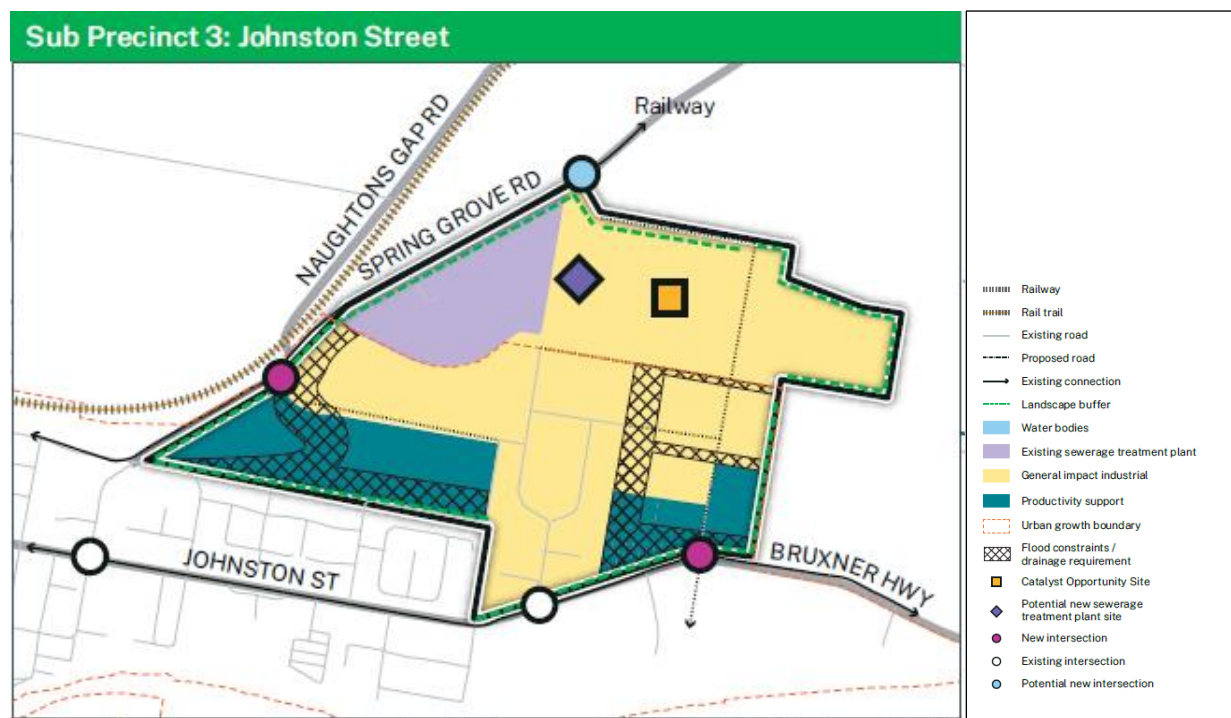 Sub Precinct 3: Johnston Street
Railway
NAUGHTONS GAP RD
SPRING GROVE RD
JOHNSTON ST
BRUXNER HWY
Railway
Rail trail
Existing road
Proposed road
Existing connection
Landscape buffer
Water bodies
Existing sewerage treatment plant
General impact industrial
Productivity support
Urban growth boundary
Flood constraints /
drainage requirement
Catalyst Opportunity Site
Potential new sewerage
treatment plant site
New intersection
Existing intersection
Potential new intersection